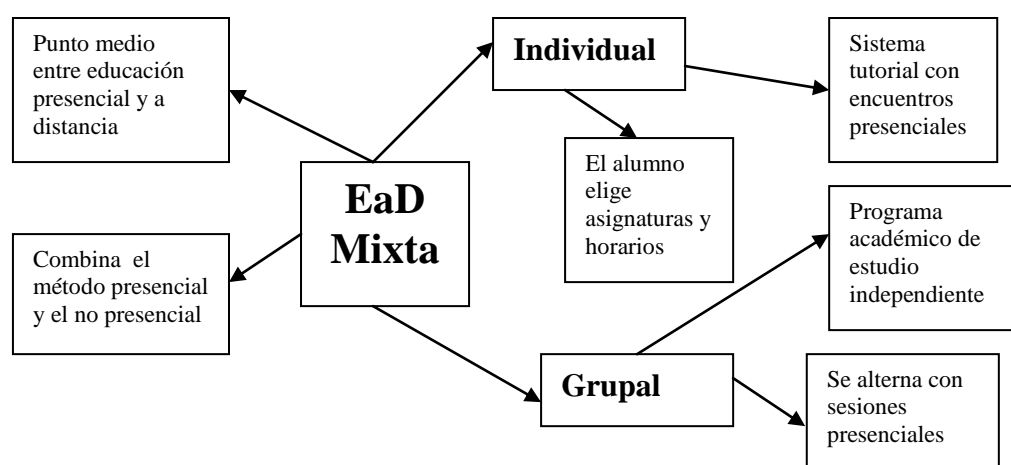 Punto medio
entre educación
presencial y a
distancia
Individual
Sistema
tutorial con
encuentros
presenciales
El alumno
elige
asignaturas y
horarios
EaD
Mixta
Programa
académico de
estudio
independiente
Combina el
método presencial
y el no presencial
Grupal
Se alterna con
sesiones
presenciales